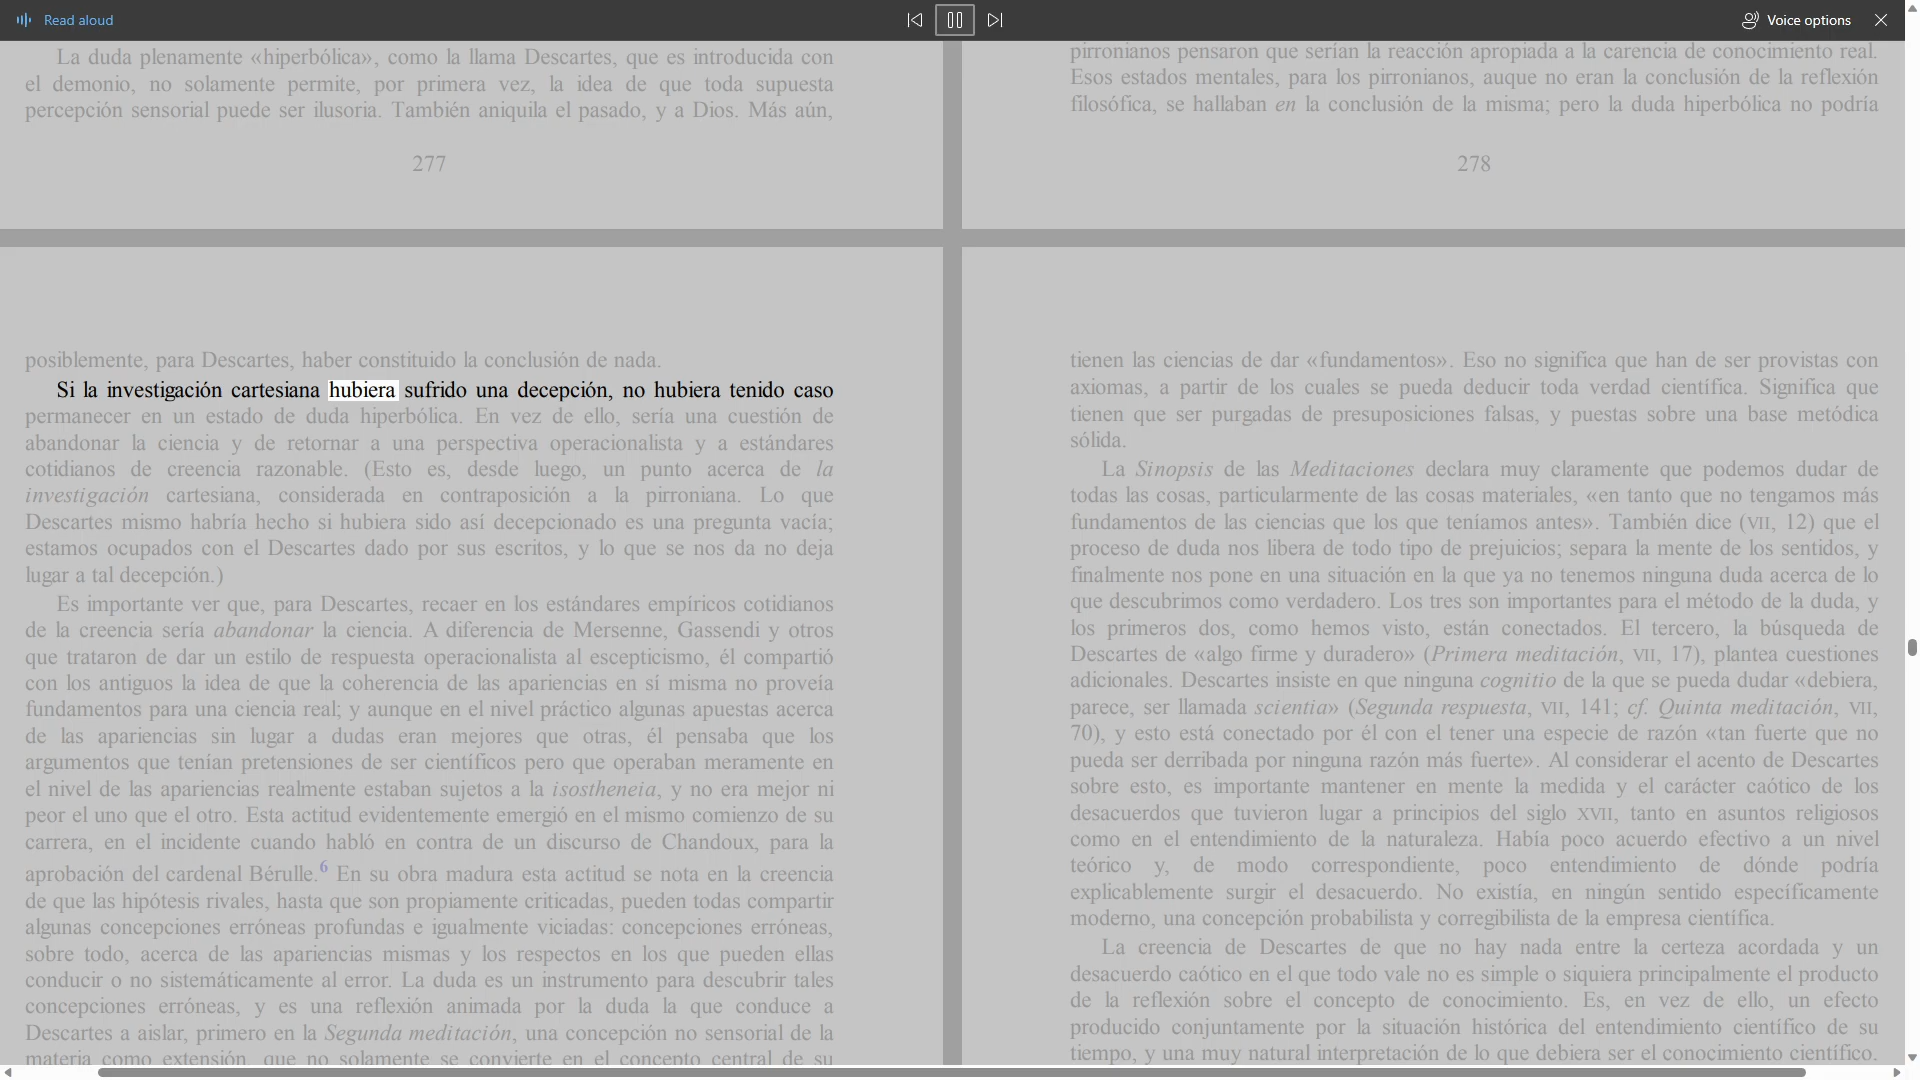 Read aloud
Voice options
La duda plenamente «hiperbólica», como la llama Descartes, que es introducida con
el demonio, no solamente permite, por primera vez, la idea de que toda supuesta
percepción sensorial puede ser ilusoria. También aniquila el pasado, y a Dios. Más aún,
277
pirronianos pensaron que serían la reacción apropiada a la carencia de conocimiento real.
Esos estados mentales, para los pirronianos, auque no eran la conclusión de la reflexión
filosófica, se hallaban en la conclusión de la misma; pero la duda hiperbólica no podría
278
posiblemente, para Descartes, haber constituido la conclusión de nada.
Si la investigación cartesiana hubiera sufrido una decepción, no hubiera tenido caso
permanecer en un estado de duda hiperbólica. En vez de ello, sería una cuestión de
abandonar la ciencia y de retornar a una perspectiva operacionalista y a estándares
cotidianos de creencia razonable. (Esto es, desde luego, un punto acerca de la
investigación cartesiana, considerada en contraposición a la pirroniana. Lo que
Descartes mismo habría hecho si hubiera sido así decepcionado es una pregunta vacía;
estamos ocupados con el Descartes dado por sus escritos, y lo que se nos da no deja
lugar a tal decepción.)
Es importante ver que, para Descartes, recaer en los estándares empíricos cotidianos
de la creencia sería abandonar la ciencia. A diferencia de Mersenne, Gassendi y otros
que trataron de dar un estilo de respuesta operacionalista al escepticismo, él compartió
con los antiguos la idea de que la coherencia de las apariencias en sí misma no proveía
fundamentos para una ciencia real; y aunque en el nivel práctico algunas apuestas acerca
de las apariencias sin lugar a dudas eran mejores que otras, él pensaba que los
argumentos que tenían pretensiones de ser científicos pero que operaban meramente en
el nivel de las apariencias realmente estaban sujetos a la isostheneia, y no era mejor ni
peor el uno que el otro. Esta actitud evidentemente emergió en el mismo comienzo de su
carrera, en el incidente cuando habló en contra de un discurso de Chandoux, para la
aprobación del cardenal Bérulle.6 En su obra madura esta actitud se nota en la creencia
de que las hipótesis rivales, hasta que son propiamente criticadas, pueden todas compartir
algunas concepciones erróneas profundas e igualmente viciadas: concepciones erróneas,
sobre todo, acerca de las apariencias mismas y los respectos en los que pueden ellas
conducir o no sistemáticamente al error. La duda es un instrumento para descubrir tales
concepciones erróneas, y es una reflexión animada por la duda la que conduce a
Descartes a aislar, primero en la Segunda meditación, una concepción no sensorial de la
materia como extensión, que no solamente se convierte en el concepto central de su
tienen las ciencias de dar «fundamentos». Eso no significa que han de ser provistas con
axiomas, a partir de los cuales se pueda deducir toda verdad científica. Significa que
tienen que ser purgadas de presuposiciones falsas, y puestas sobre una base metódica
sólida.
La Sinopsis de las Meditaciones declara muy claramente que podemos dudar de
todas las cosas, particularmente de las cosas materiales, «en tanto que no tengamos más
fundamentos de las ciencias que los que teníamos antes». También dice (VII, 12) que el
proceso de duda nos libera de todo tipo de prejuicios; separa la mente de los sentidos, y
finalmente nos pone en una situación en la que ya no tenemos ninguna duda acerca de lo
que descubrimos como verdadero. Los tres son importantes para el método de la duda, y
los primeros dos, como hemos visto, están conectados. El tercero, la búsqueda de
Descartes de «algo firme y duradero» (Primera meditación, VII, 17), plantea cuestiones
adicionales. Descartes insiste en que ninguna cognitio de la que se pueda dudar «debiera,
parece, ser llamada scientia» (Segunda respuesta, VII, 141; cf. Quinta meditación, VII,
70), y esto está conectado por él con el tener una especie de razón «tan fuerte que no
pueda ser derribada por ninguna razón más fuerte». Al considerar el acento de Descartes
sobre esto, es importante mantener en mente la medida y el carácter caótico de los
desacuerdos que tuvieron lugar a principios del siglo XVII, tanto en asuntos religiosos
como en el entendimiento de la naturaleza. Había poco acuerdo efectivo a un nivel
teórico y, de modo correspondiente, poco entendimiento de dónde podría
explicablemente surgir el desacuerdo. No existía, en ningún sentido específicamente
moderno, una concepción probabilista y corregibilista de la empresa científica.
La creencia de Descartes de que no hay nada entre la certeza acordada y un
desacuerdo caótico en el que todo vale no es simple o siquiera principalmente el producto
de la reflexión sobre el concepto de conocimiento. Es, en vez de ello, un efecto
producido conjuntamente por la situación histórica del entendimiento científico de su
tiempo, y una muy natural interpretación de lo que debiera ser el conocimiento científico.